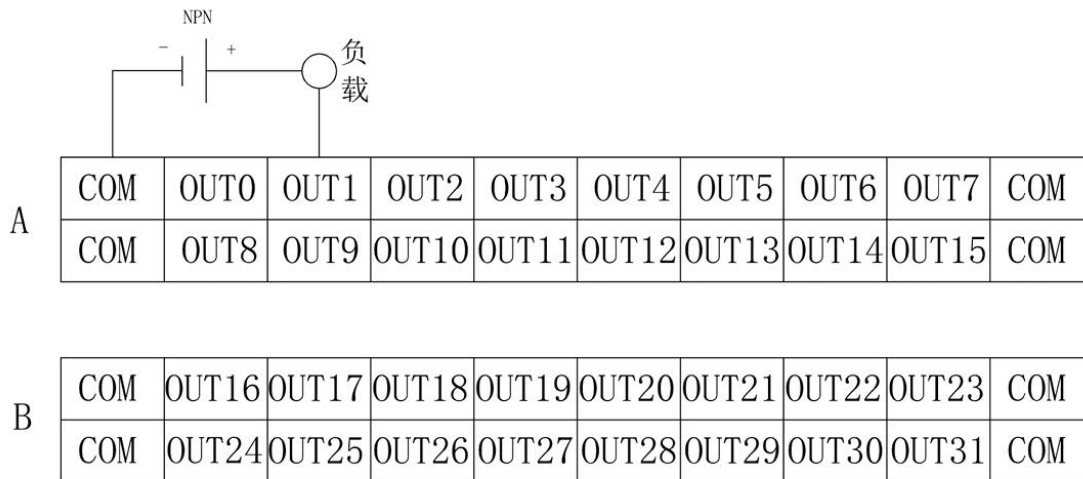 NPN
- +
负
载
COM OUT0 OUT1 OUT2 OUT3 OUT4 OUT5 OUT6 OUT7 COM
A
COM OUT8 OUT9 OUT10 OUT11 OUT12 OUT13 OUT14 OUT15 COM
COM OUT16 OUT17 OUT18 OUT19 OUT20 OUT21 OUT22 OUT23 COM
B
COM OUT24 OUT25 OUT26 OUT27 OUT28 OUT29 OUT30 OUT31 COM